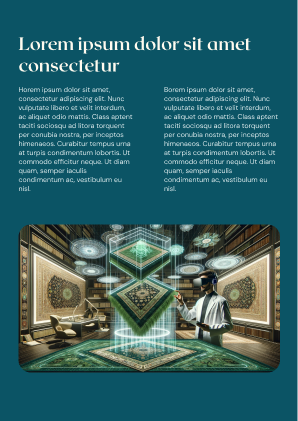 Lorem ipsum dolor sit amet
consectetur
Lorem ipsum dolor sit amet,
consectetur adipiscing elit. Nunc
vulputate libero et velit interdum,
ac aliquet odio mattis. Class aptent
taciti sociosqu ad litora torquent
per conubia nostra, per inceptos
himenaeos. Curabitur tempus urna
at turpis condimentum lobortis. Ut
commodo efficitur neque. Ut diam
quam, semper iaculis
condimentum ac, vestibulum eu
nisl.
Borem ipsum dolor sit amet,
consectetur adipiscing elit. Nunc
vulputate libero et velit interdum,
ac aliquet odio mattis. Class aptent
taciti sociosqu ad litora torquent
per conubia nostra, per inceptos
himenaeos. Curabitur tempus urna
at turpis condimentum lobortis. Ut
commodo efficitur neque. Ut diam
quam, semper iaculis
condimentum ac, vestibulum eu
nisl.